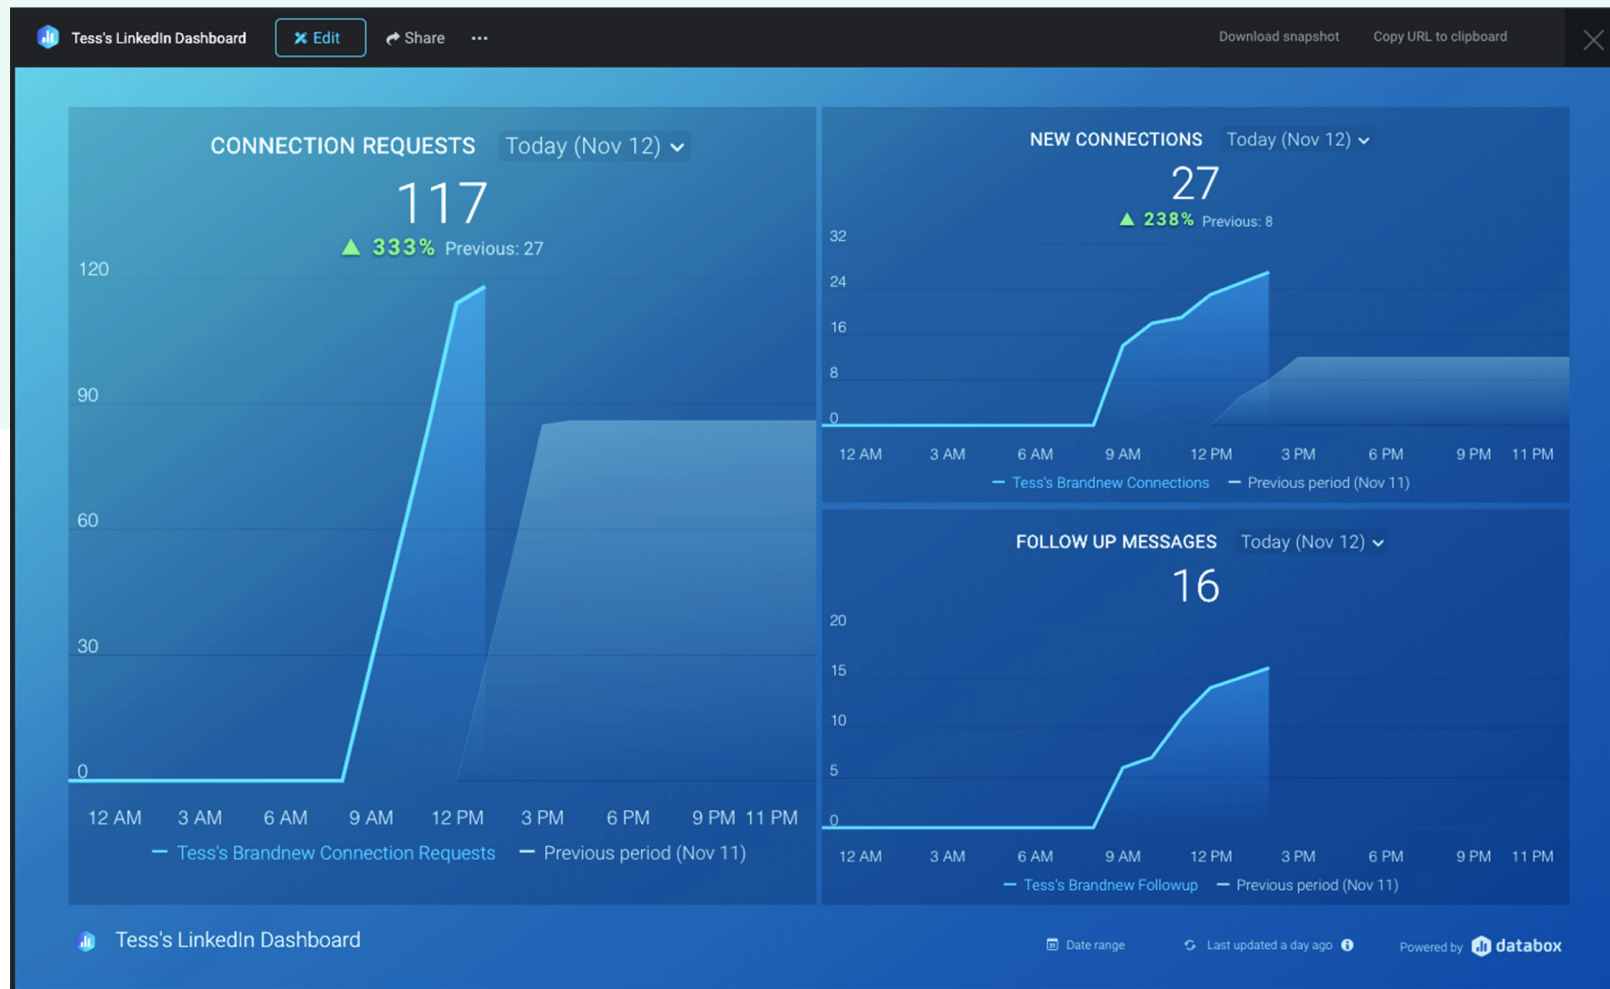 Tess's LinkedIn Dashboard
Edit
Share
Download snapshot
Copy URL to clipboard
CONNECTION REQUESTS Today (Nov 12)
117
333% Previous: 27
120
90
60
30
0
12 AM 3 AM 6 AM 9 AM 12 PM 3 PM 6 PM 9 PM 11 PM
Tess's Brandnew Connection Requests Previous period (Nov 11)
NEW CONNECTIONS Today (Nov 12)
27
238% Previous: 8
32
24
16
8
0
12 AM 3 AM 6 AM 9 AM 12 PM 3 PM 6 PM 9 PM 11 PM
Tess's Brandnew Connections Previous period (Nov 11)
FOLLOW UP MESSAGES Today (Nov 12)
16
20
15
10
5
0
12 AM 3 AM 6 AM 9 AM 12 PM 3 PM 6 PM 9 PM 11 PM
Tess's Brandnew Followup Previous period (Nov 11)
Tess's LinkedIn Dashboard
Date range
Last updated a day ago
Powered by databox